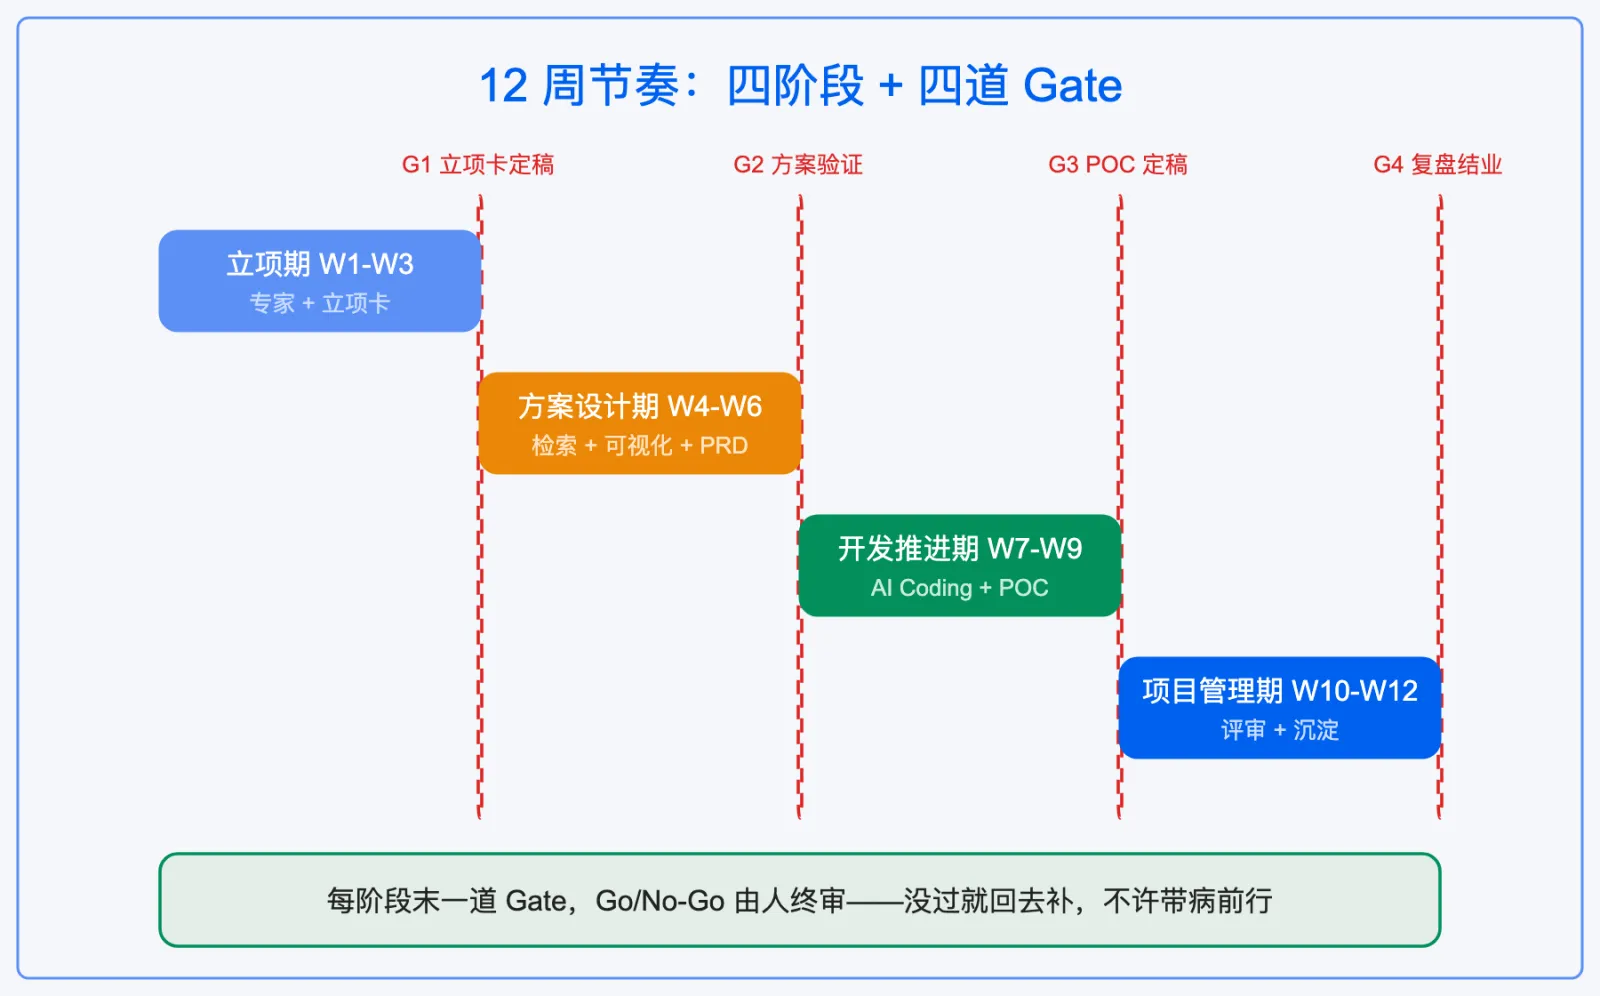 12 周节奏：四阶段 + 四道 Gate
G1 立项卡定稿
G2 方案验证
G3 POC 定稿
G4 复盘结业
立项期 W1-W3
专家 + 立项卡
方案设计期 W4-W6
检索 + 可视化 + PRD
开发推进期 W7-W9
AI Coding + POC
项目管理期 W10-W12
评审 + 沉淀
每阶段末一道 Gate，Go/No-Go 由人终审——没过就回去补，不许带病前行